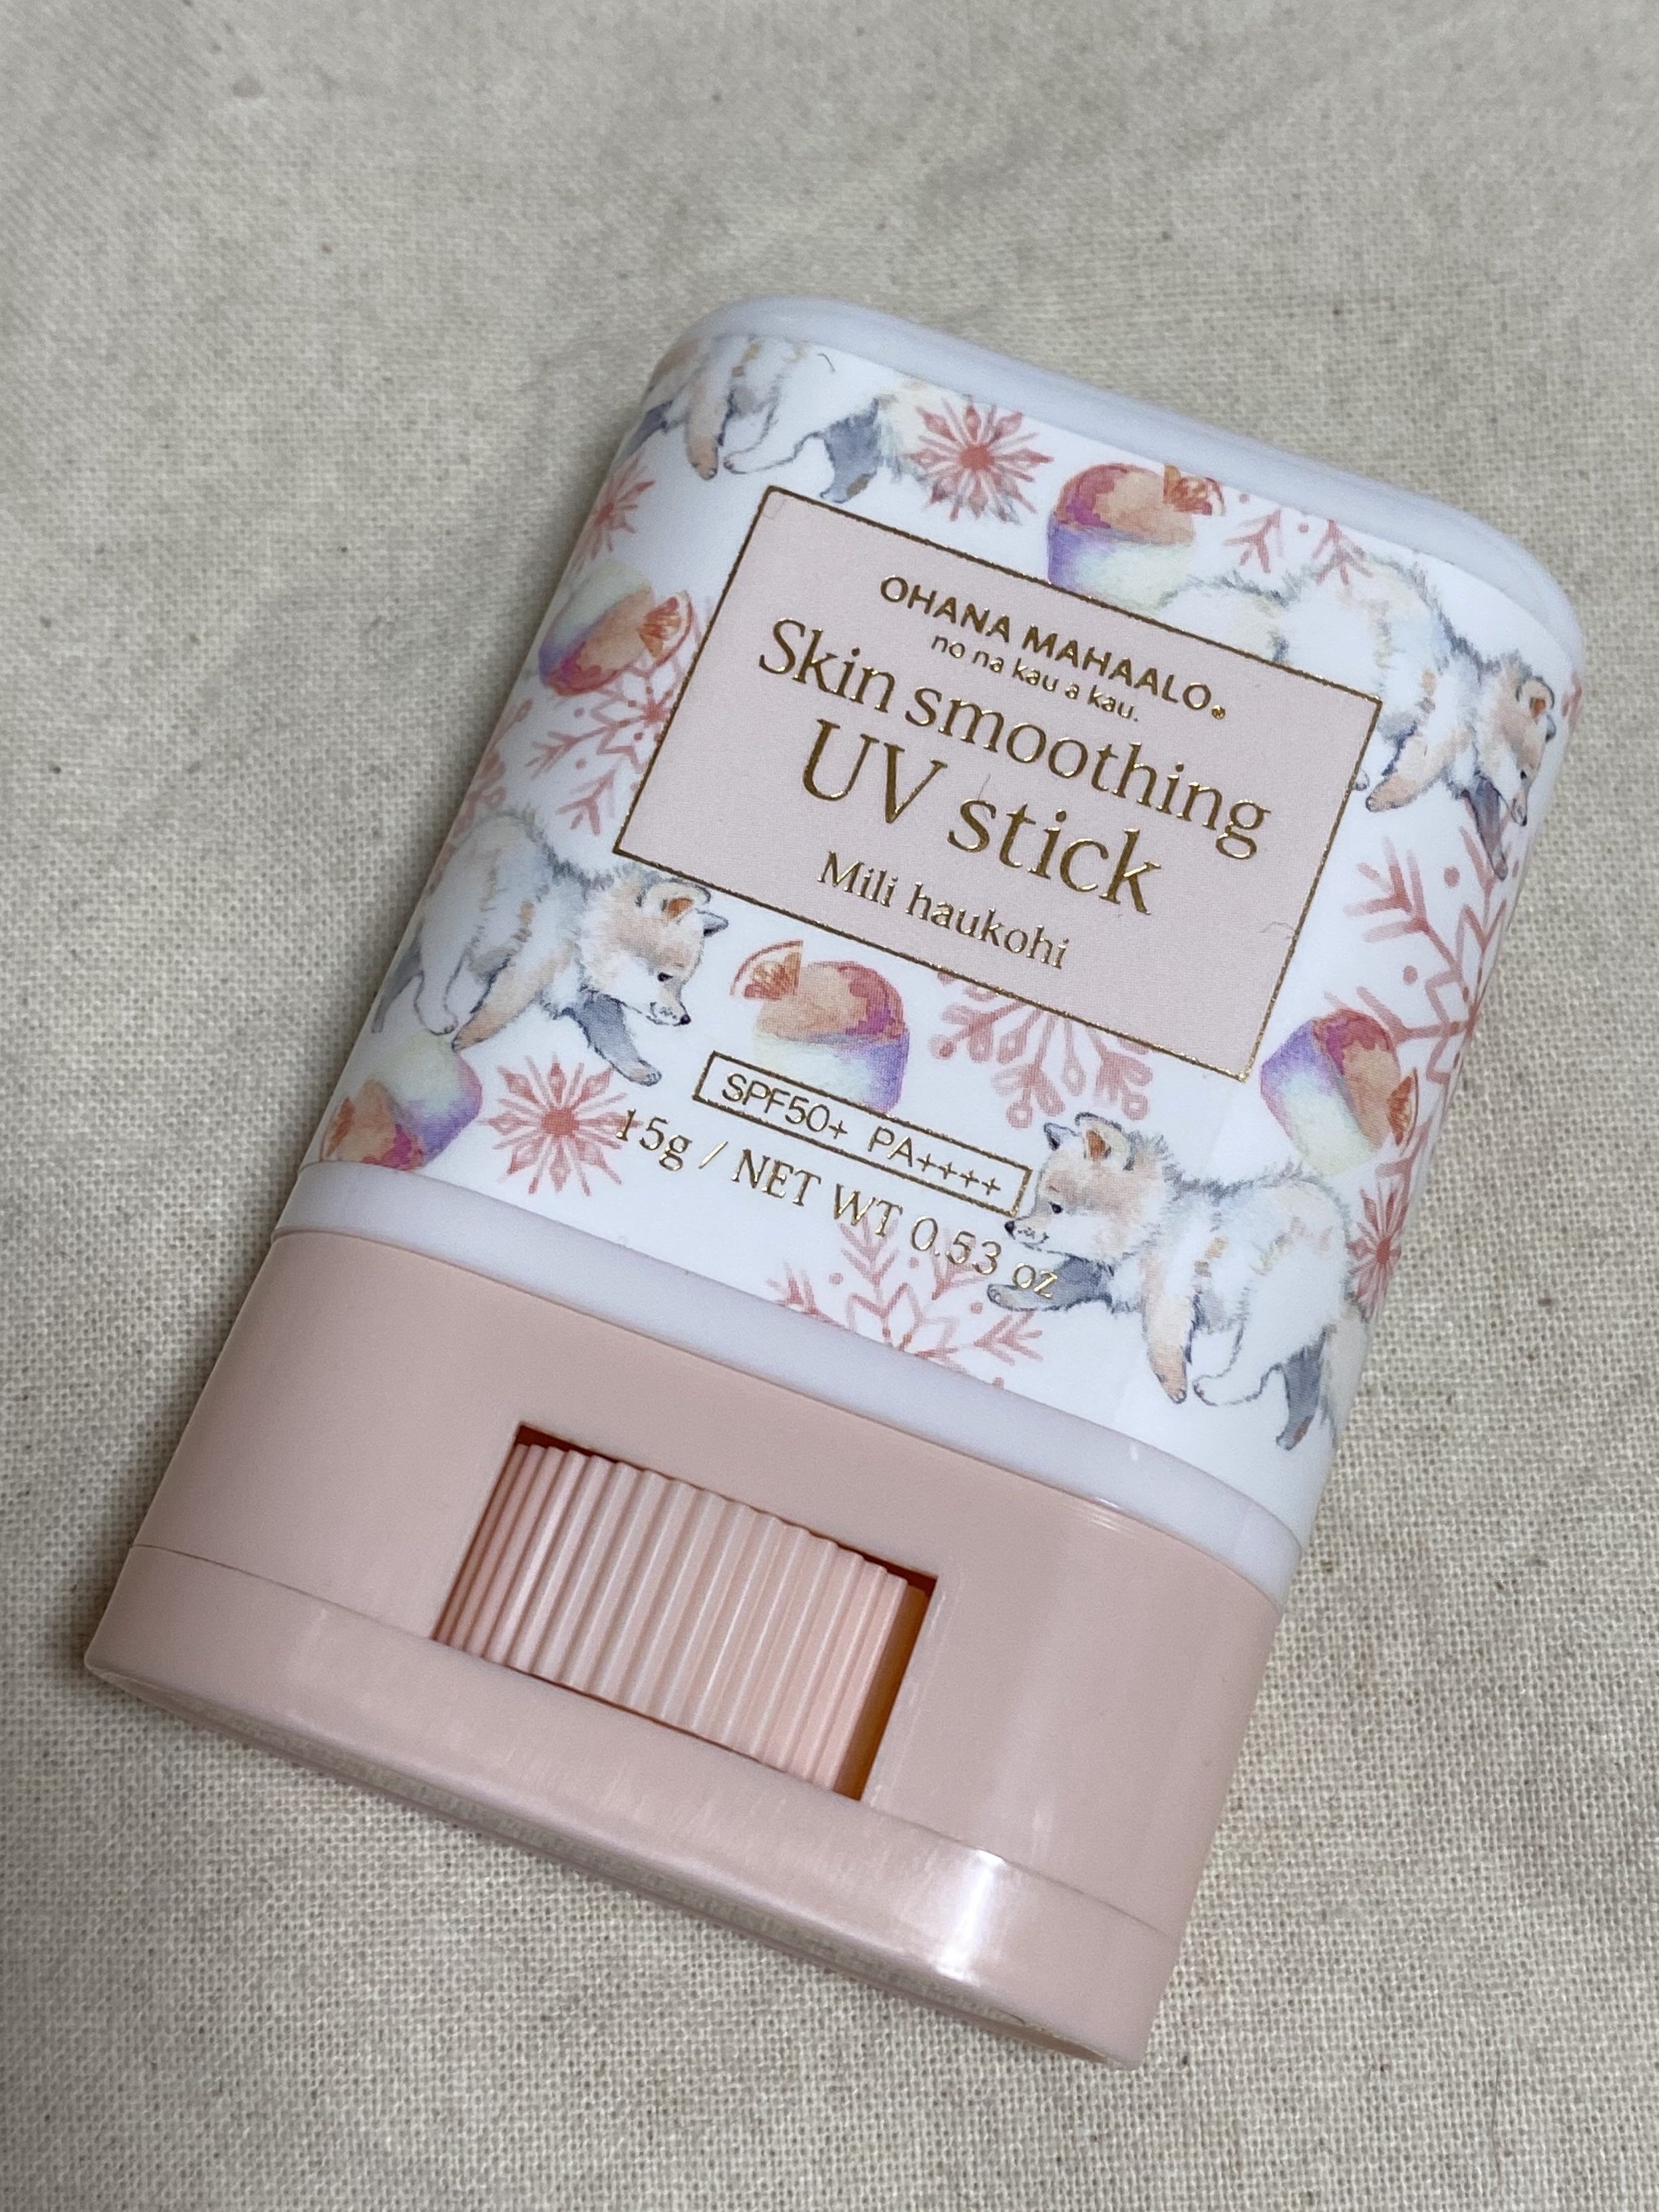 OHANA MAHAALO®
no na kau a kau.
Skin smoothing
UV stick
Mili haukohi
SPF50+ PA++++
15g / NET WT 0.53 oz